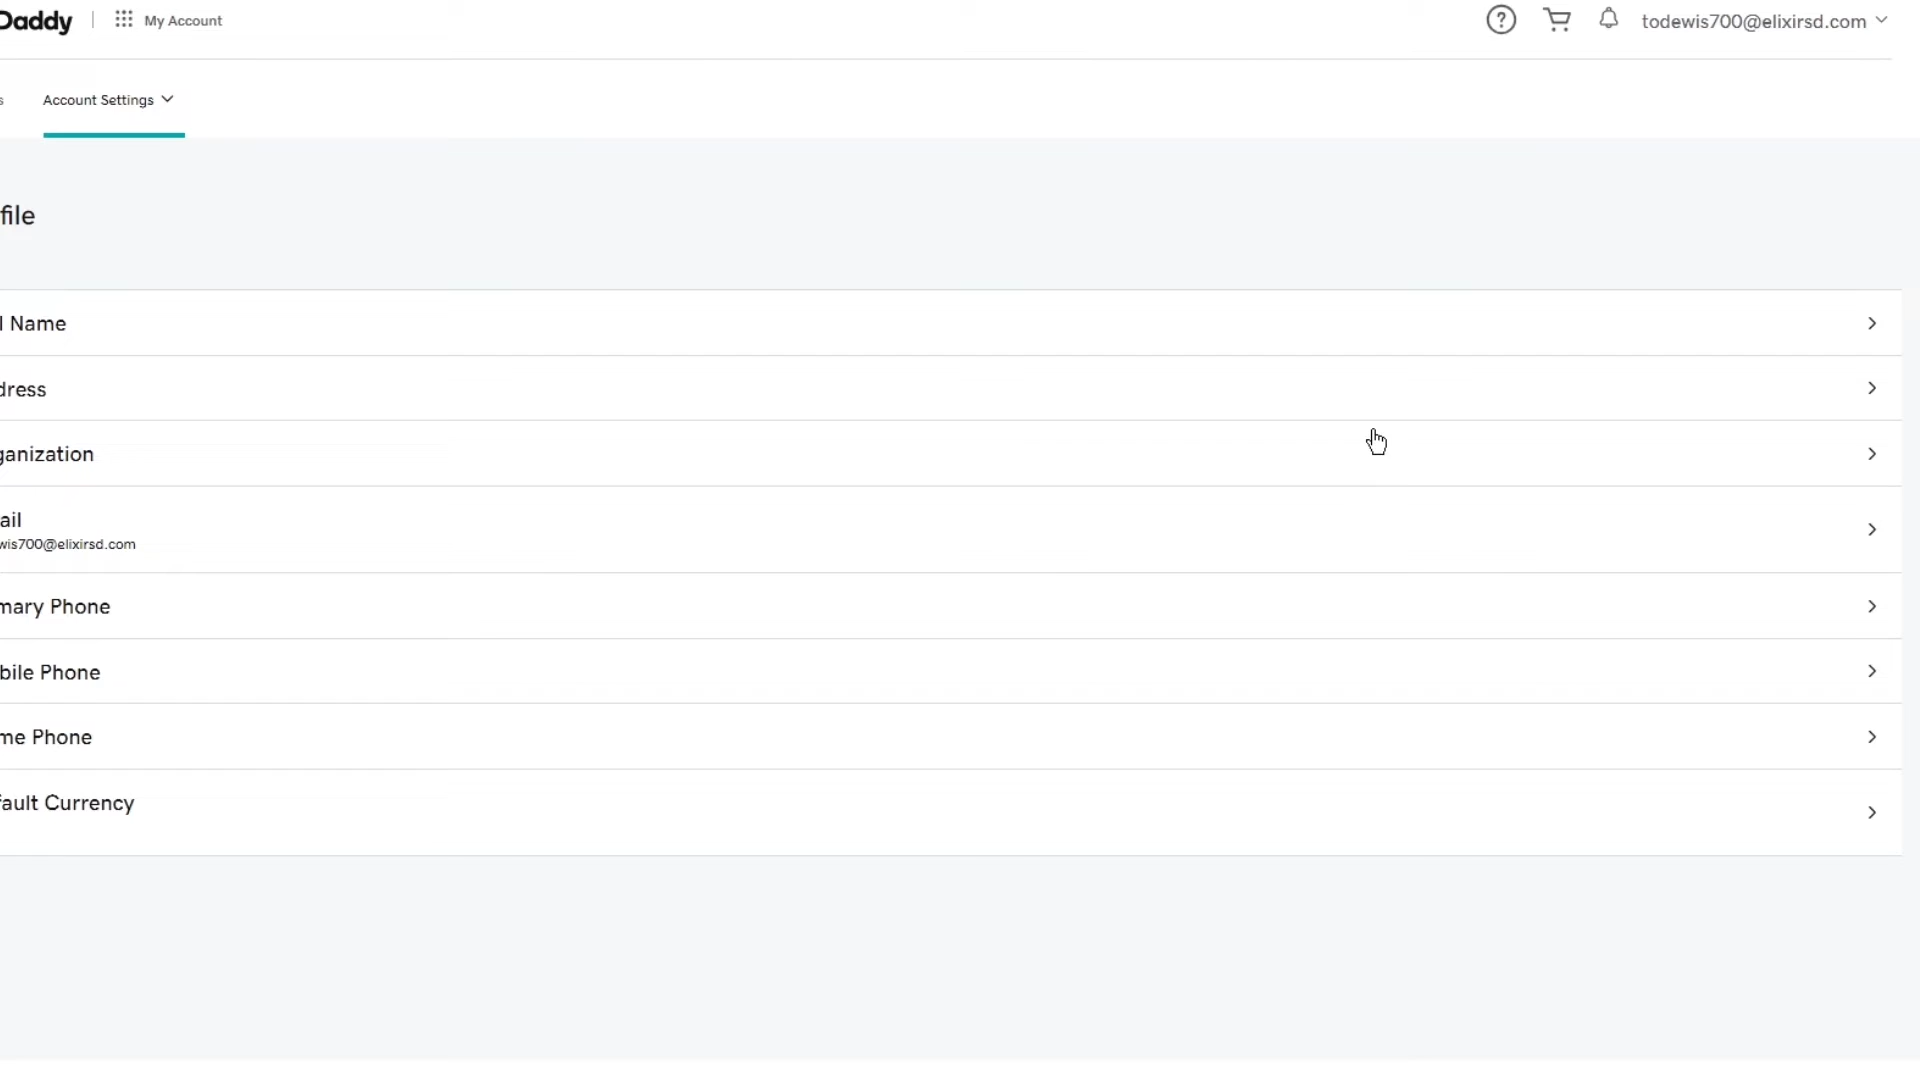 Daddy
My Account
todewis700@elixirsd.com
s
Account Settings
file
l Name
dress
ganization
ail
wis700@elixirsd.com
mary Phone
bile Phone
me Phone
fault Currency